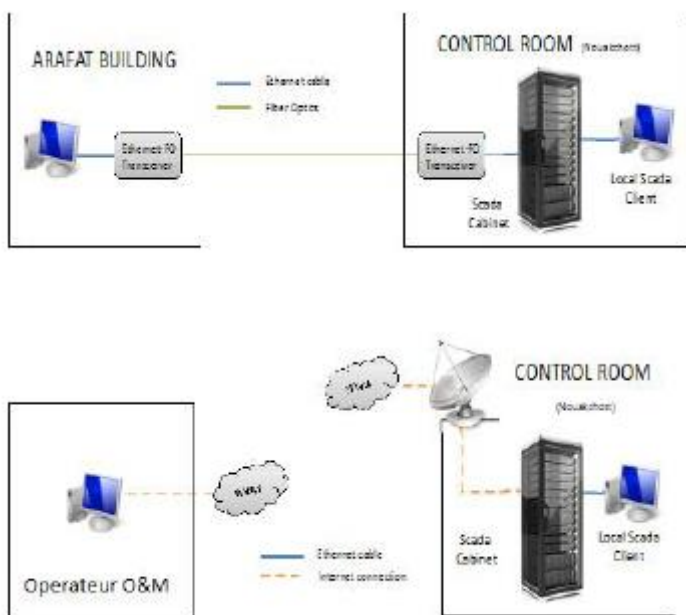 ARAFAT BUILDING
CONTROL ROOM (Nouakchott)
Ethernet cable
Fiber Optics
Ethernet-FO
Transceiver
Ethernet-FO
Transceiver
Scada
Cabinet
Local Scada
Client
CONTROL ROOM
(Nouakchott)
Ethernet cable
Internet connection
Scada
Cabinet
Local Scada
Client
Operateur O&M